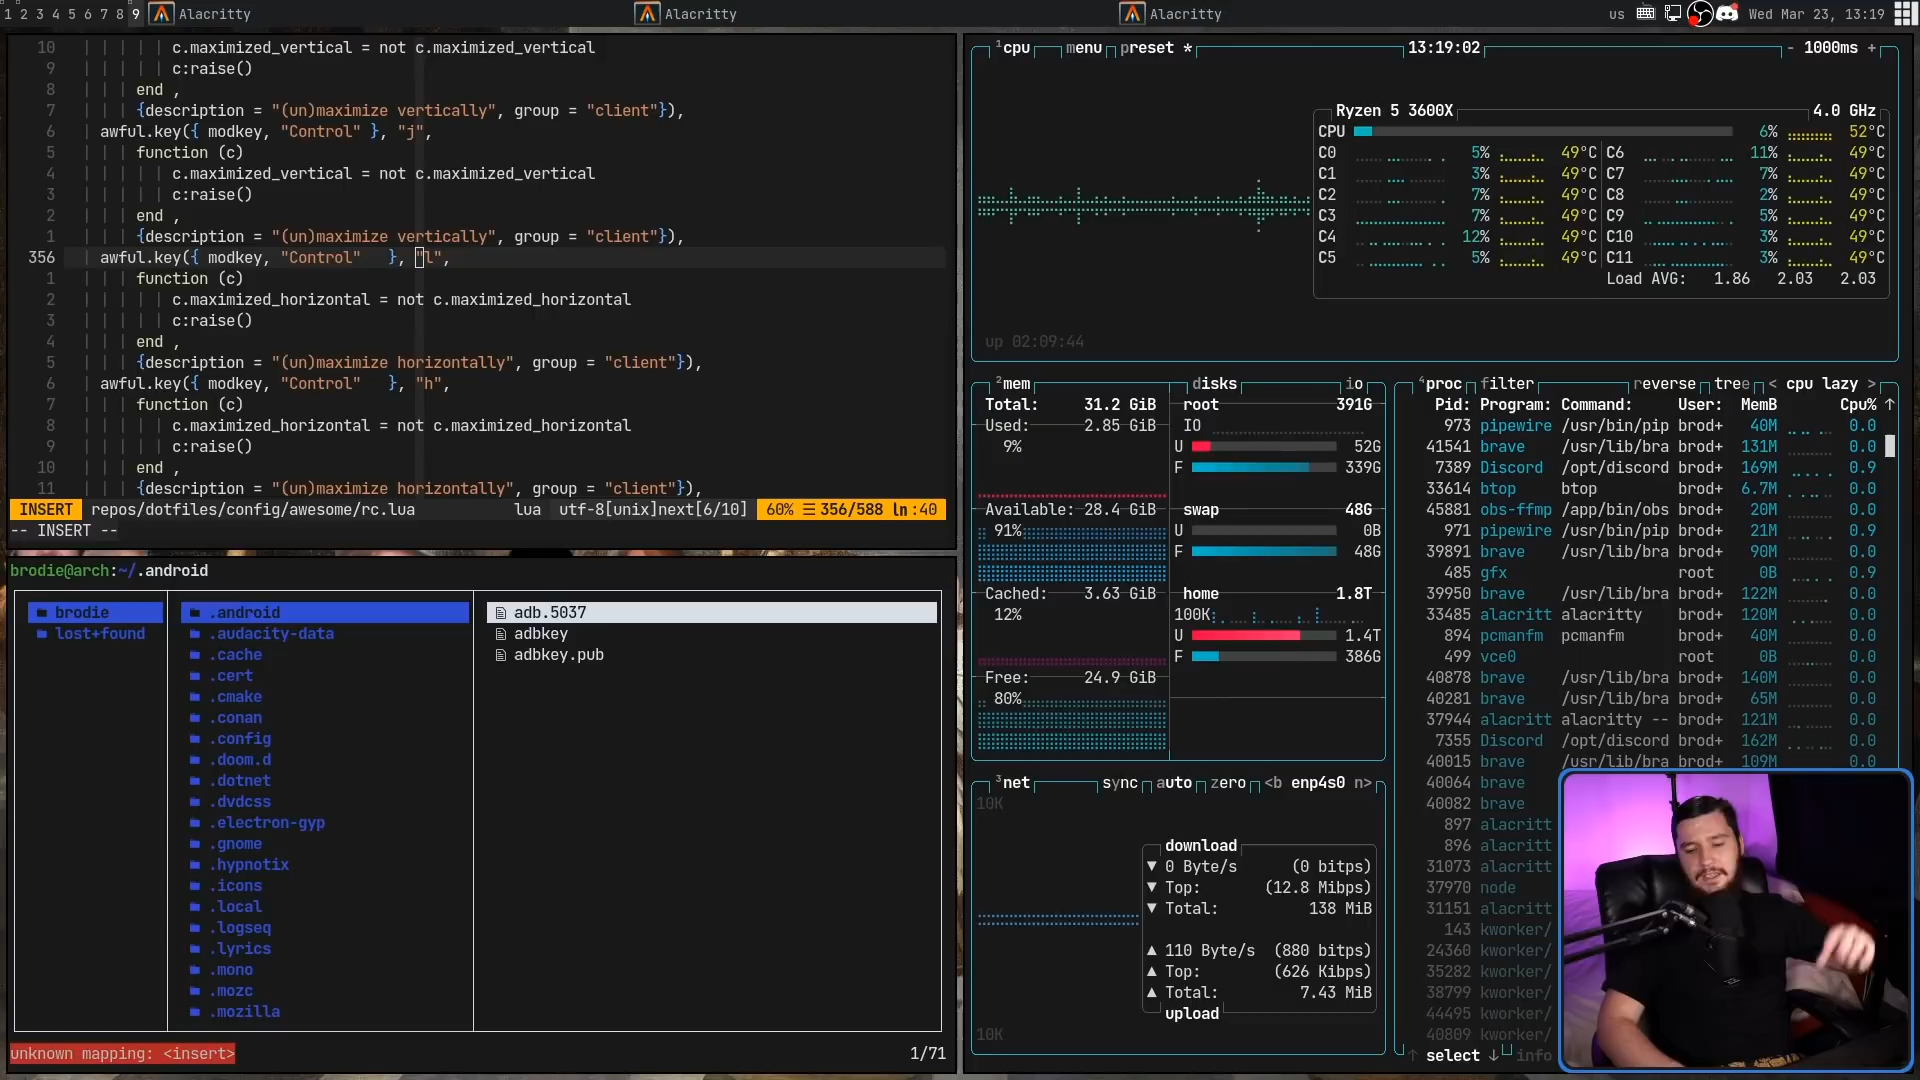 1 2 3 4 5 6 7 8 9 Alacritty
Alacritty
Alacritty
us
Wed Mar 23, 13:19
10 c.maximized_vertical = not c.maximized_vertical
9 c:raise()
8 end ,
7 {description = "(un)maximize vertically", group = "client"}),
6 awful.key({ modkey, "Control" }, "j",
5 function (c)
4 c.maximized_vertical = not c.maximized_vertical
3 c:raise()
2 end ,
1 {description = "(un)maximize vertically", group = "client"}),
356 awful.key({ modkey, "Control"   }, "l",
1 function (c)
2 c.maximized_horizontal = not c.maximized_horizontal
3 c:raise()
4 end ,
5 {description = "(un)maximize horizontally", group = "client"}),
6 awful.key({ modkey, "Control"   }, "h",
7 function (c)
8 c.maximized_horizontal = not c.maximized_horizontal
9 c:raise()
10 end ,
11 {description = "(un)maximize horizontally", group = "client"}),
INSERT repos/dotfiles/config/awesome/rc.lua lua utf-8[unix]next[6/10] 60% ☰ 356/588 ln:40
-- INSERT --
brodie@arch:~/.android
brodie .android adb.5037
lost+found .audacity-data adbkey
.cache adbkey.pub
.cert
.cmake
.conan
.config
.doom.d
.dotnet
.dvdcss
.electron-gyp
.gnome
.hypnotix
.icons
.local
.logseq
.lyrics
.mono
.mozc
.mozilla
unknown mapping: <insert> 1/71
1cpu menu preset * 13:19:02 - 1000ms +
Ryzen 5 3600X 4.0 GHz
CPU 6% 52°C
C0 5% 49°C C6 11% 49°C
C1 3% 49°C C7 7% 49°C
C2 7% 49°C C8 2% 49°C
C3 7% 49°C C9 5% 49°C
C4 12% 49°C C10 3% 49°C
C5 5% 49°C C11 3% 49°C
Load AVG: 1.86 2.03 2.03
up 02:09:44
2mem
Total: 31.2 GiB
Used: 2.85 GiB
9%
Available: 28.4 GiB
91%
Cached: 3.63 GiB
12%
Free: 24.9 GiB
80%
disks io
root 391G
IO
U 52G
F 339G
swap 48G
U 0B
F 48G
home 1.8T
100K
U 1.4T
F 386G
3net sync auto zero <b enp4s0 n>
10K
download
▼ 0 Byte/s (0 bitps)
▼ Top: (12.8 Mibps)
▼ Total: 138 MiB
▲ 110 Byte/s (880 bitps)
▲ Top: (626 Kibps)
▲ Total: 7.43 MiB
upload
10K
4proc filter reverse tree < cpu lazy >
Pid: Program: Command: User: MemB Cpu% ↑
973 pipewire /usr/bin/pip brod+ 40M 0.0
41541 brave /usr/lib/bra brod+ 131M 0.0
7389 Discord /opt/discord brod+ 169M 0.9
33614 btop btop brod+ 6.7M 0.0
45881 obs-ffmp /app/bin/obs brod+ 20M 0.0
971 pipewire /usr/bin/pip brod+ 21M 0.9
39891 brave /usr/lib/bra brod+ 90M 0.0
485 gfx root 0B 0.9
39950 brave /usr/lib/bra brod+ 122M 0.0
33485 alacritt alacritty brod+ 120M 0.0
894 pcmanfm pcmanfm brod+ 40M 0.0
499 vce0 root 0B 0.0
40878 brave /usr/lib/bra brod+ 140M 0.0
40281 brave /usr/lib/bra brod+ 65M 0.0
37944 alacritt alacritty -- brod+ 121M 0.0
7355 Discord /opt/discord brod+ 162M 0.0
40015 brave /usr/lib/bra brod+ 109M 0.0
40064 brave
40082 brave
897 alacritt
896 alacritt
31073 alacritt
37970 node
31151 alacritt
143 kworker/
24360 kworker/
35282 kworker/
38799 kworker/
44495 kworker/
40809 kworker/
↑ select ↓ info